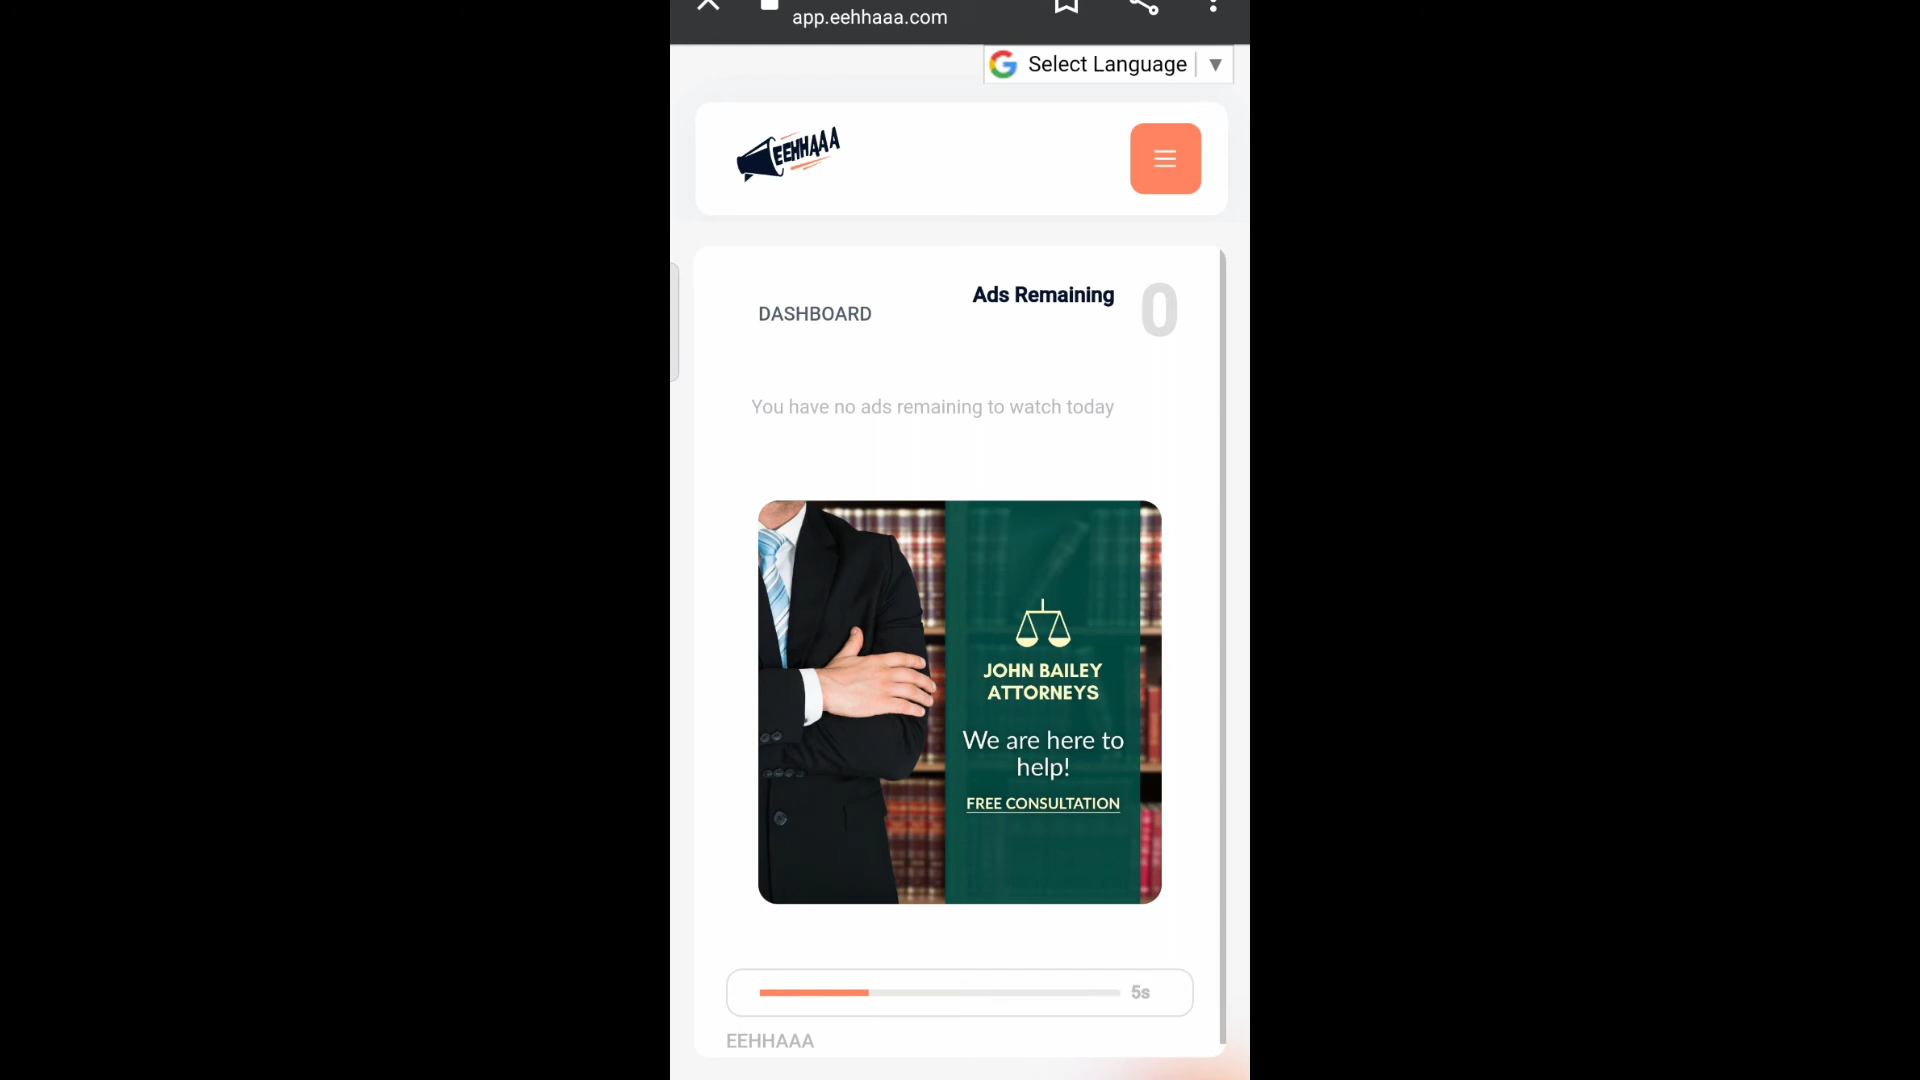 app.eehhaaa.com
Select Language ▼
EEHHAAA
Ads Remaining
0
DASHBOARD
You have no ads remaining to watch today
JOHN BAILEY
ATTORNEYS
We are here to
help!
FREE CONSULTATION
5s
EEHHAAA